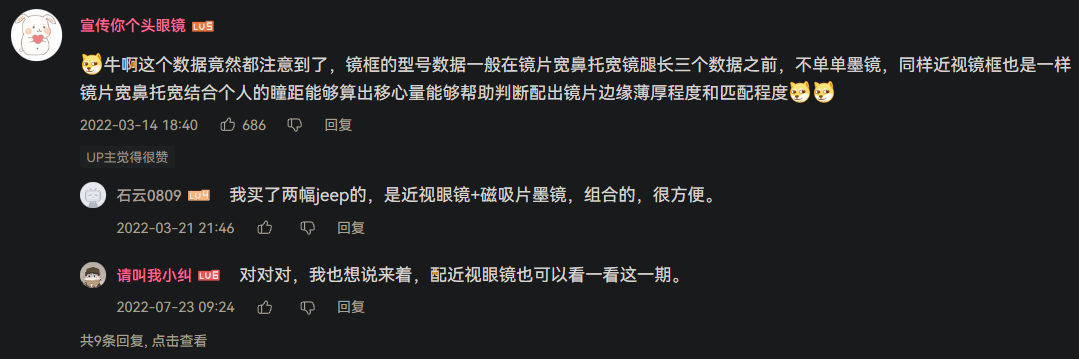 宣传你个头眼镜 LV5
牛啊这个数据竟然都注意到了，镜框的型号数据一般在镜片宽鼻托宽镜腿长三个数据之前，不单单墨镜，同样近视镜框也是一样
镜片宽鼻托宽结合个人的瞳距能够算出移心量能够帮助判断配出镜片边缘薄厚程度和匹配程度
2022-03-14 18:40 686 回复
UP主觉得很赞
石云0809 LV4 我买了两幅jeep的，是近视眼镜+磁吸片墨镜，组合的，很方便。
2022-03-21 21:46 回复
请叫我小纠 LV6 对对对，我也想说来着，配近视眼镜也可以看一看这一期。
2022-07-23 09:24 回复
共9条回复, 点击查看